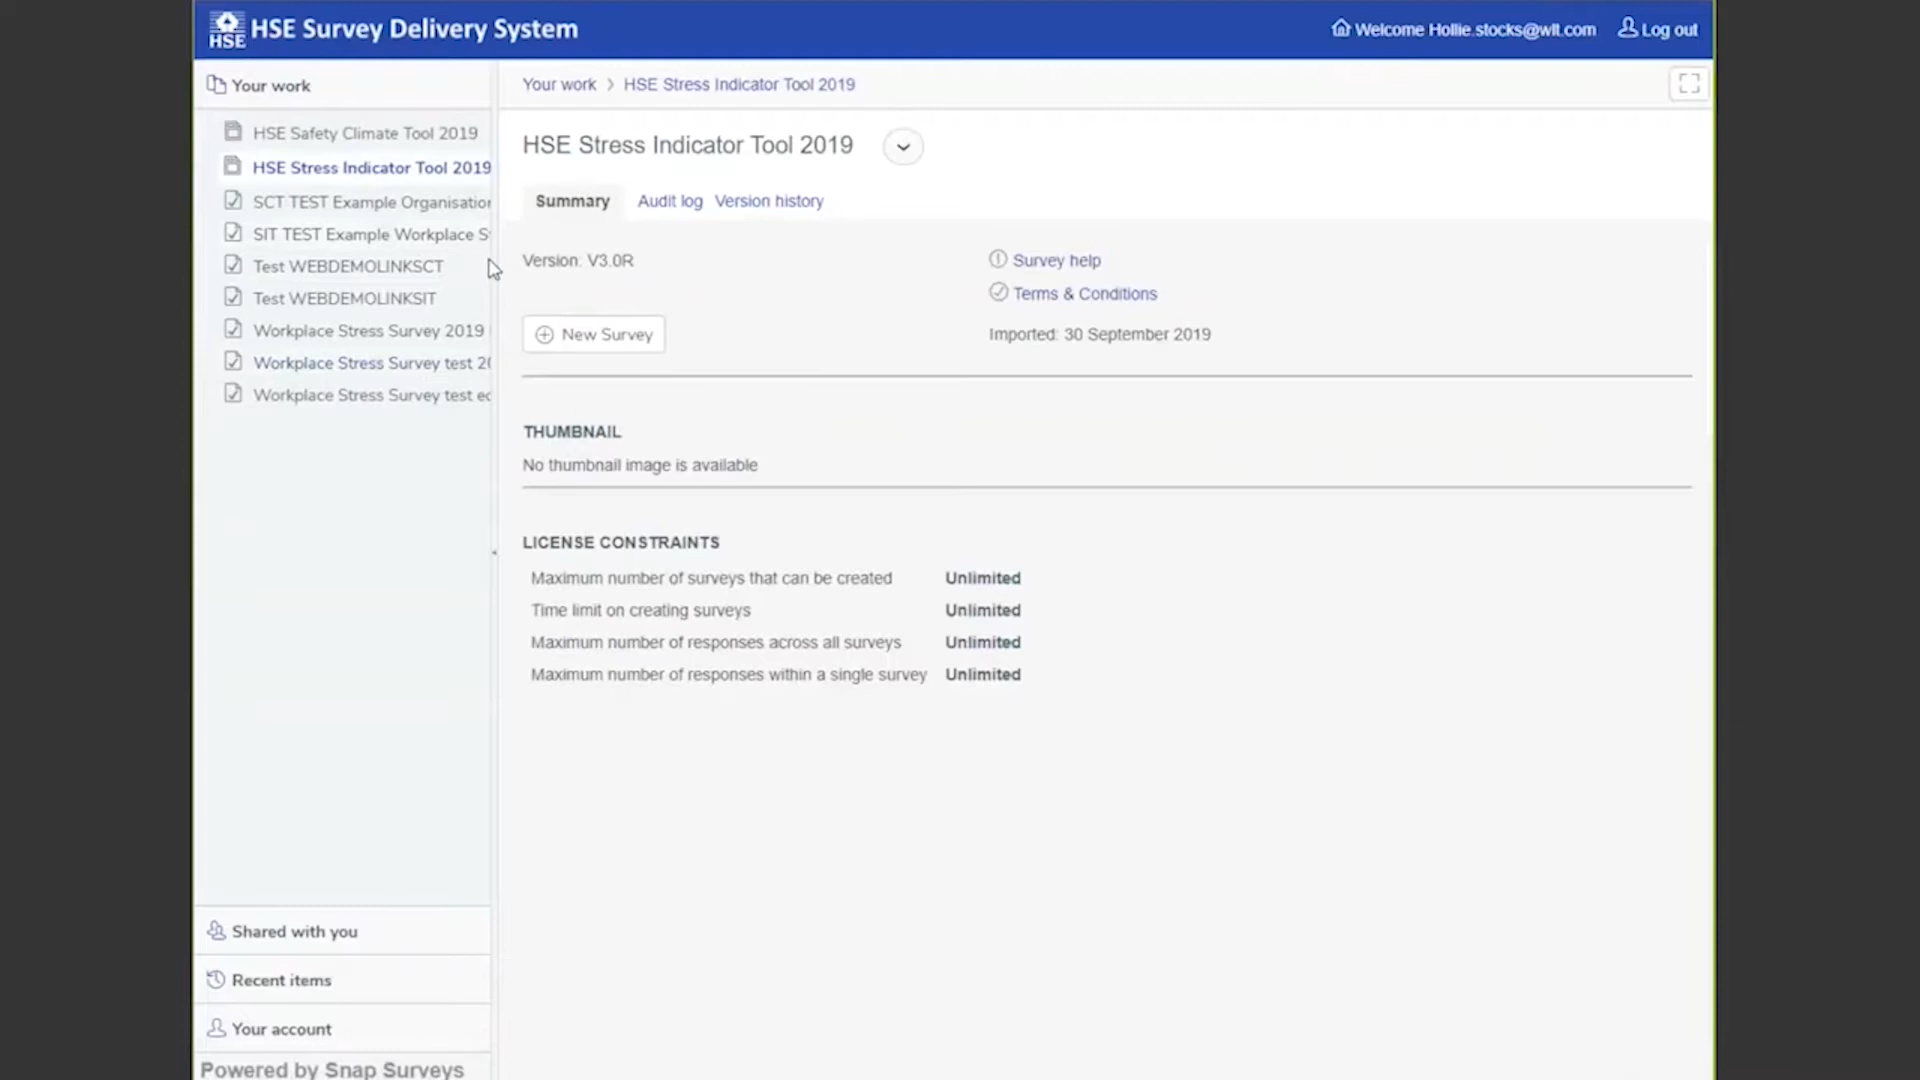 HSE HSE Survey Delivery System
Welcome Hollie.stocks@wlt.com Log out
Your work
HSE Safety Climate Tool 2019
HSE Stress Indicator Tool 2019
SCT TEST Example Organisation
SIT TEST Example Workplace S
Test WEBDEMOLINKSCT
Test WEBDEMOLINKSIT
Workplace Stress Survey 2019
Workplace Stress Survey test 20
Workplace Stress Survey test ec
Shared with you
Recent items
Your account
Powered by Snap Surveys
Your work > HSE Stress Indicator Tool 2019
HSE Stress Indicator Tool 2019
Summary Audit log Version history
Version: V3.0R
New Survey
Survey help
Terms & Conditions
Imported: 30 September 2019
THUMBNAIL
No thumbnail image is available
LICENSE CONSTRAINTS
Maximum number of surveys that can be created Unlimited
Time limit on creating surveys Unlimited
Maximum number of responses across all surveys Unlimited
Maximum number of responses within a single survey Unlimited